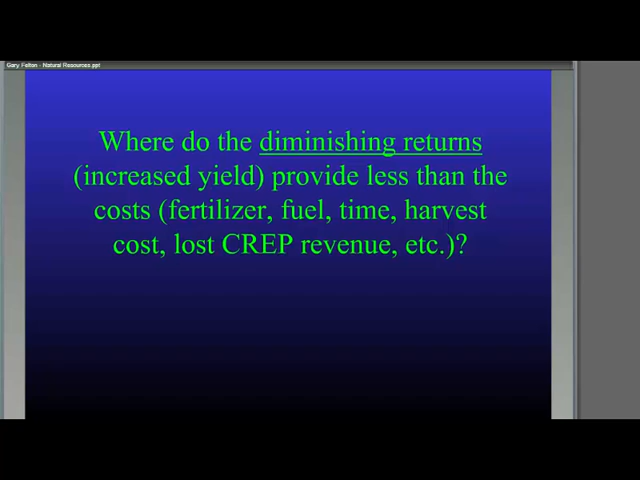 Gary Felton - Natural Resources.ppt
Where do the diminishing returns
(increased yield) provide less than the
costs (fertilizer, fuel, time, harvest
cost, lost CREP revenue, etc.)?